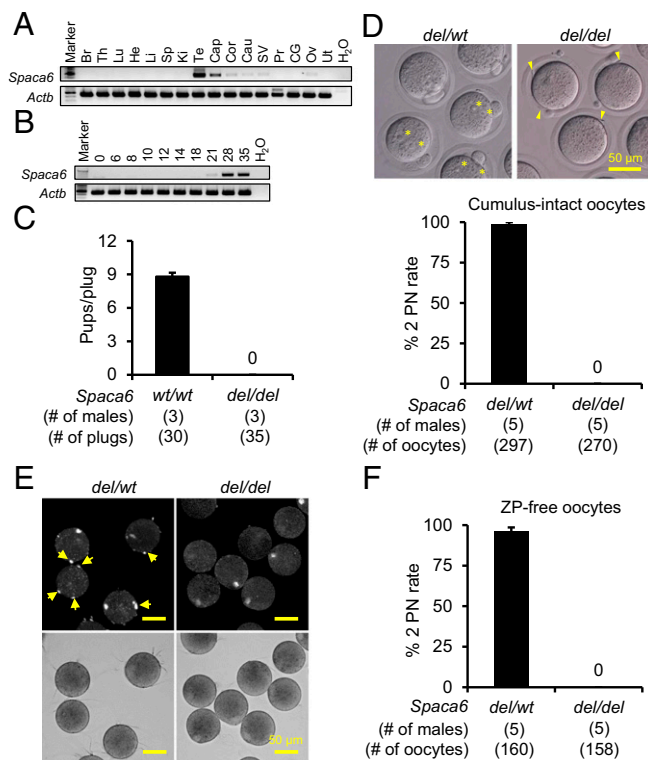 A
Marker Br Th Lu He Li Sp Ki Te Cap Cor Cau SV Pr CG Ov Ut H2O
Spaca6
Actb
B
Marker 0 6 8 10 12 14 18 21 28 35 H2O
Spaca6
Actb
C
12
9
6
3
0
Pups/plug
0
Spaca6 wt/wt del/del
(# of males) (3) (3)
(# of plugs) (30) (35)
D
del/wt del/del
* * * * * *
50 µm
Cumulus-intact oocytes
100
75
50
25
0
% 2 PN rate
0
Spaca6 del/wt del/del
(# of males) (5) (5)
(# of oocytes) (297) (270)
E
del/wt del/del
50 µm
F
ZP-free oocytes
100
75
50
25
0
% 2 PN rate
0
Spaca6 del/wt del/del
(# of males) (5) (5)
(# of oocytes) (160) (158)